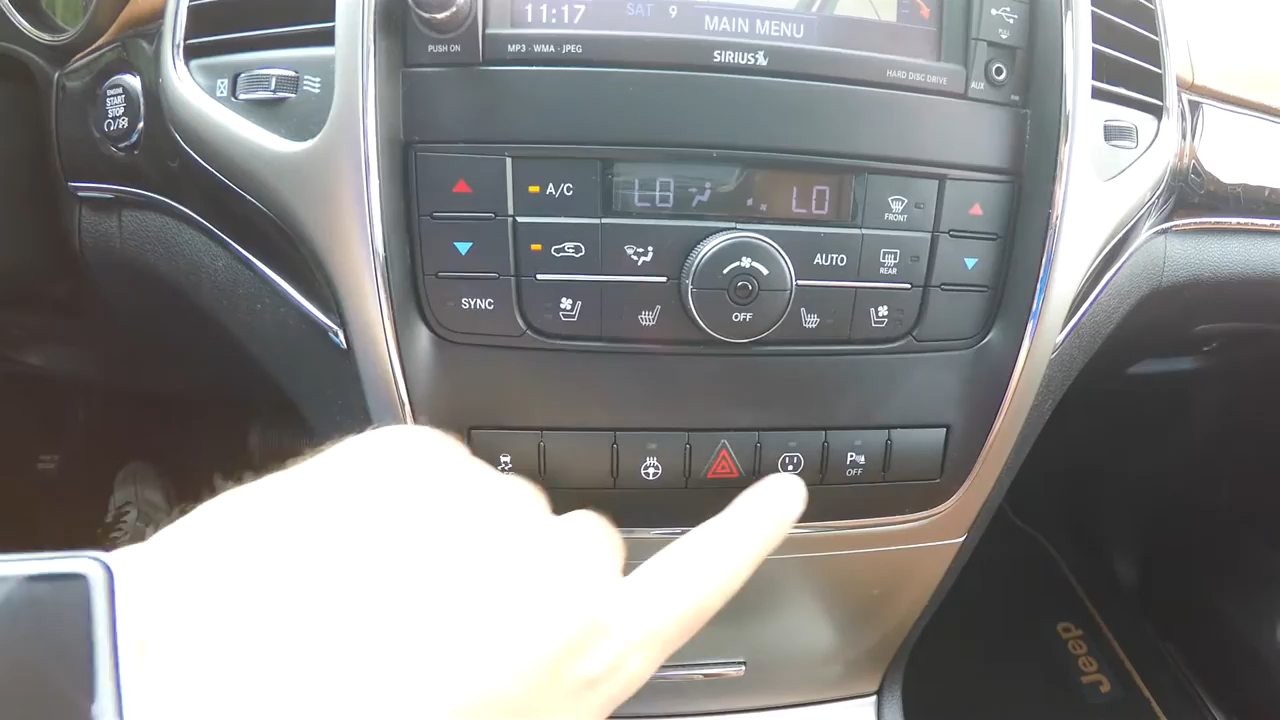 11:17 SAT 9 MAIN MENU
PUSH ON
MP3 · WMA · JPEG
SIRIUS
HARD DISC DRIVE
PULL
AUX
ENGINE
START
STOP
A/C
LO
FRONT
AUTO
REAR
SYNC
OFF
P
OFF
Jeep